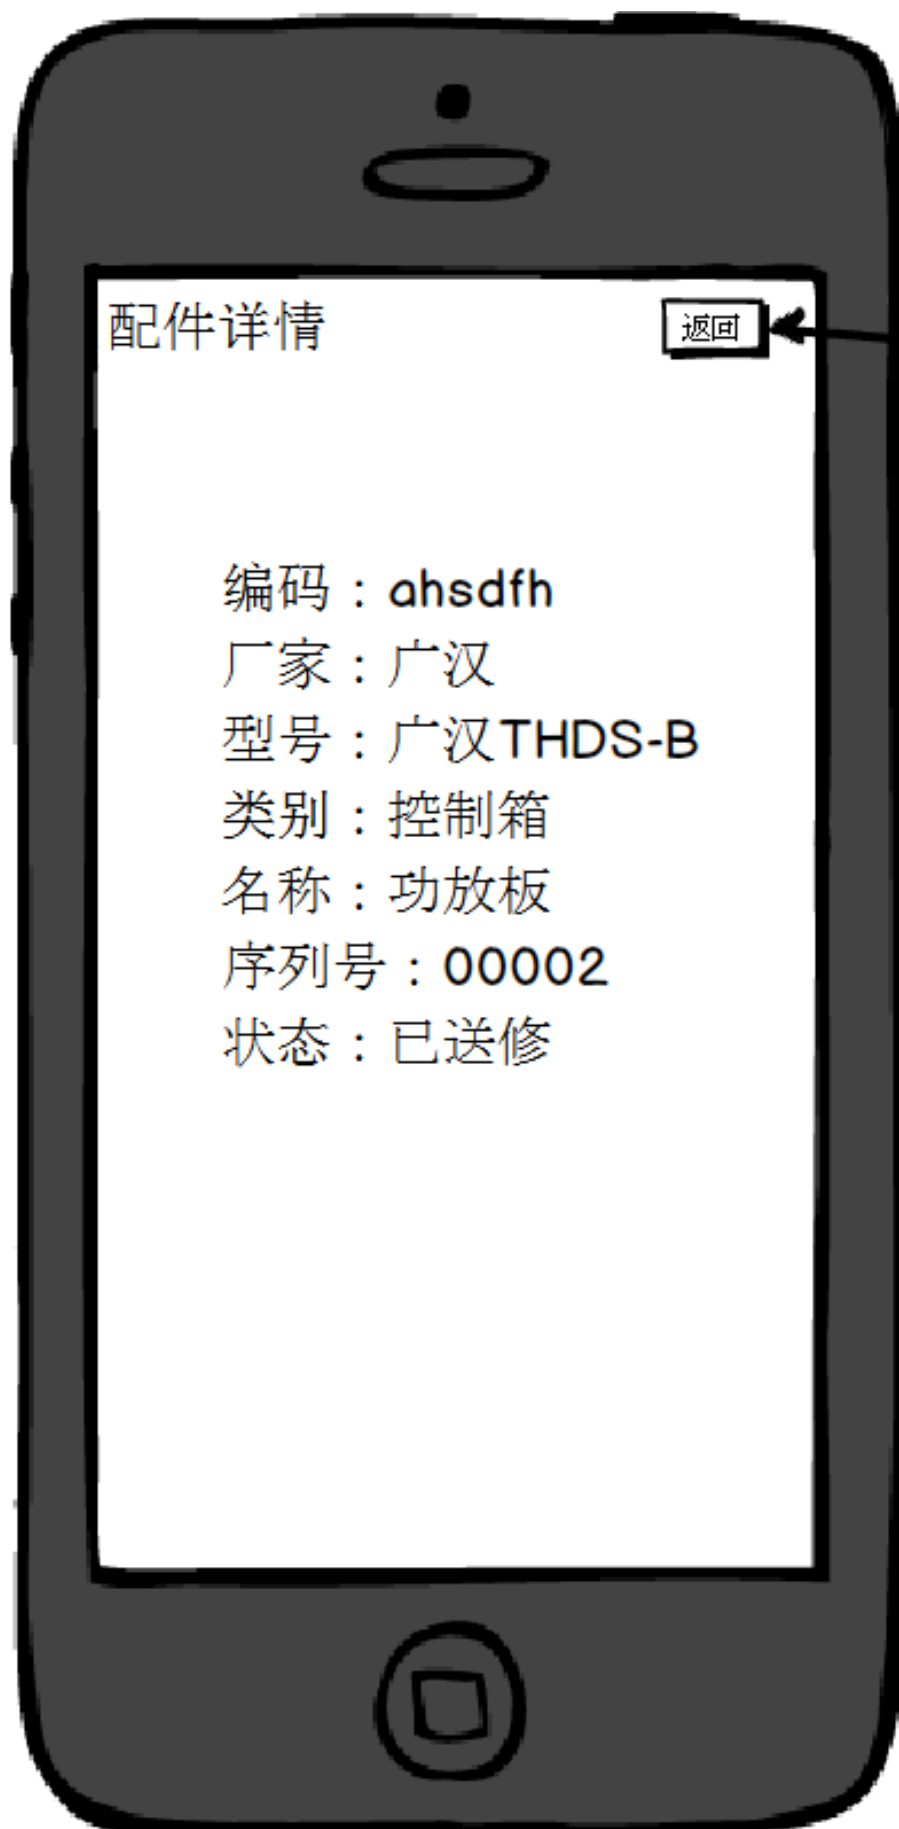 配件详情
返回
编码：ahsdfh
厂家：广汉
型号：广汉THDS-B
类别：控制箱
名称：功放板
序列号：00002
状态：已送修